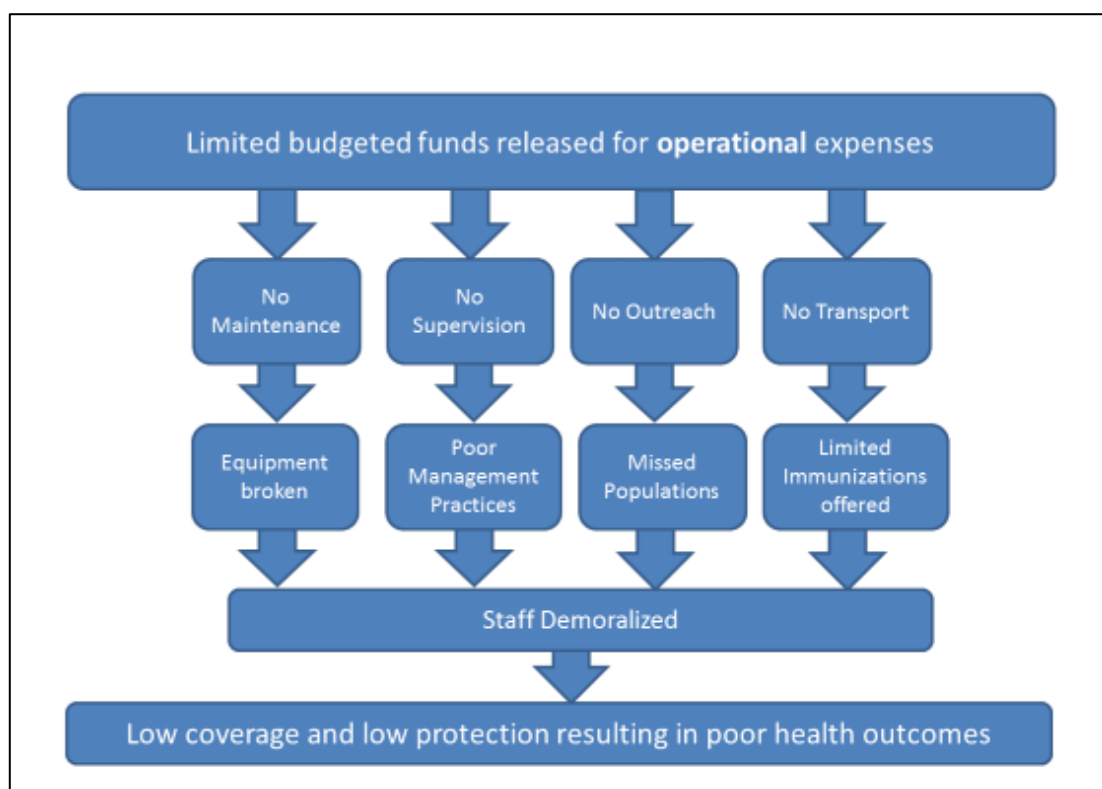 Limited budgeted funds released for operational expenses
No
Maintenance
No
Supervision
No Outreach
No Transport
Equipment
broken
Poor
Management
Practices
Missed
Populations
Limited
Immunizations
offered
Staff Demoralized
Low coverage and low protection resulting in poor health outcomes